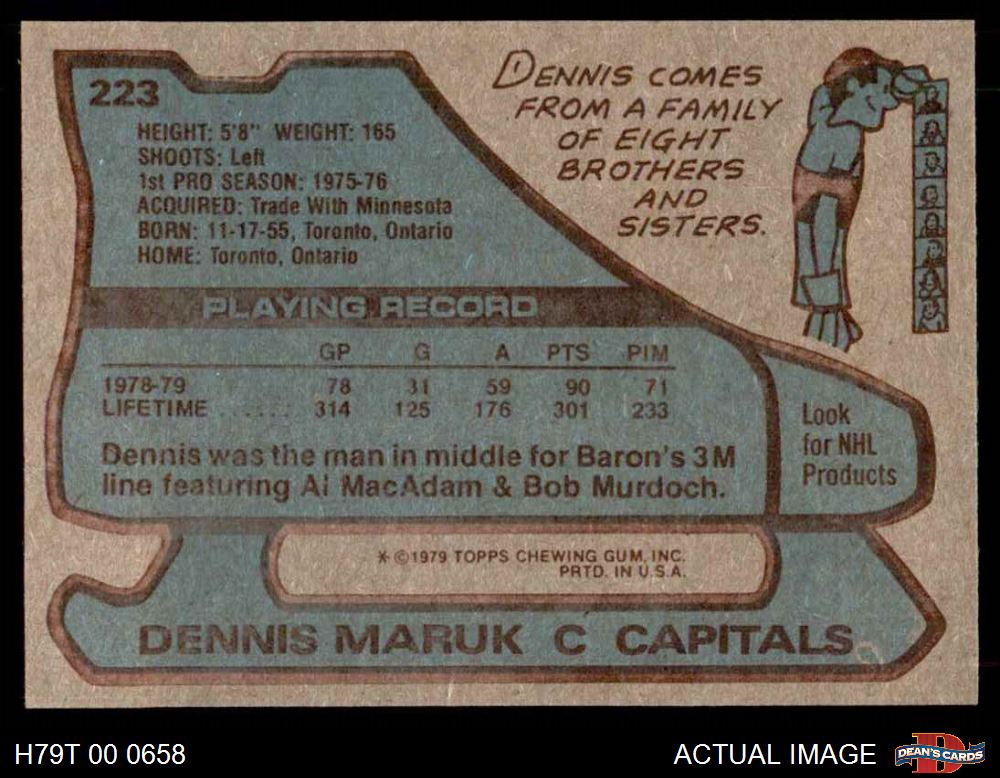 223
HEIGHT: 5'8" WEIGHT: 165
SHOOTS: Left
1st PRO SEASON: 1975-76
ACQUIRED: Trade With Minnesota
BORN: 11-17-55, Toronto, Ontario
HOME: Toronto, Ontario
DENNIS COMES
FROM A FAMILY
OF EIGHT
BROTHERS
AND
SISTERS.
PLAYING RECORD
GP G A PTS PIM
1978-79 78 31 59 90 71
LIFETIME ...... 314 125 176 301 233
Dennis was the man in middle for Baron's 3M
line featuring Al MacAdam & Bob Murdoch.
Look
for NHL
Products
* ©1979 TOPPS CHEWING GUM, INC.
PRTD. IN U.S.A.
DENNIS MARUK C CAPITALS
H79T 00 0658
ACTUAL IMAGE
DEAN'S CARDS